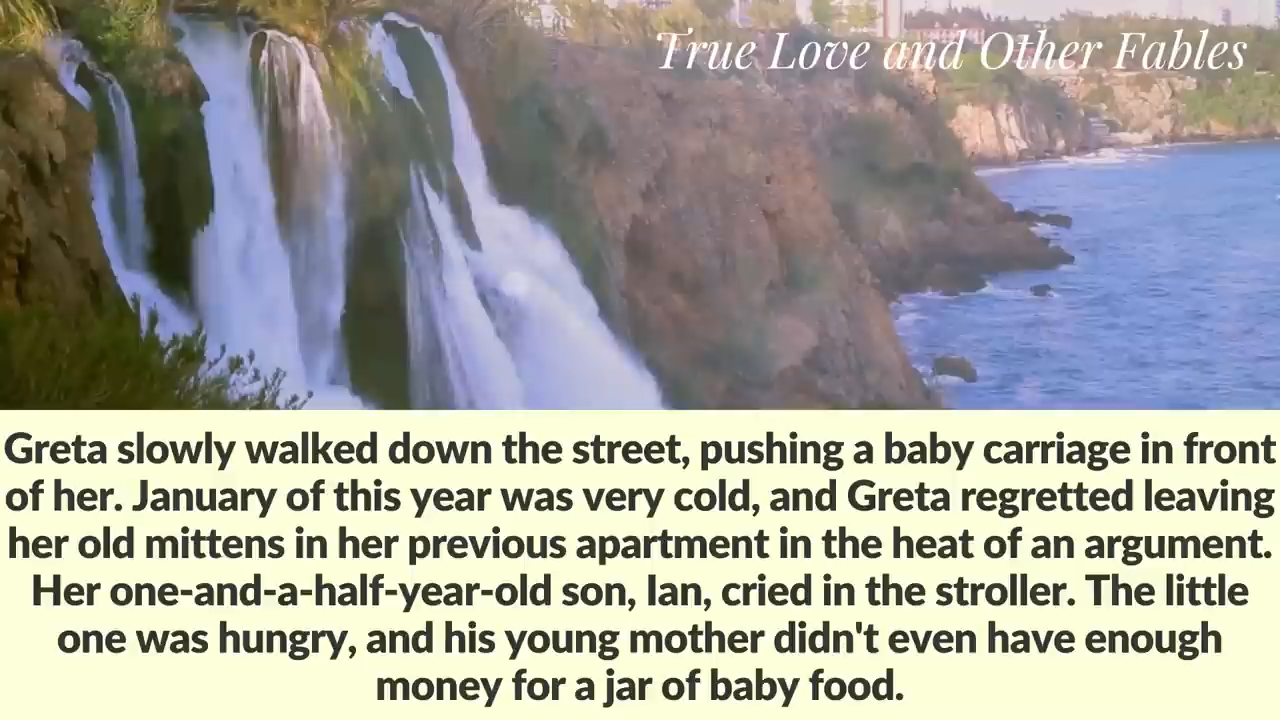 True Love and Other Fables
Greta slowly walked down the street, pushing a baby carriage in front
of her. January of this year was very cold, and Greta regretted leaving
her old mittens in her previous apartment in the heat of an argument.
Her one-and-a-half-year-old son, Ian, cried in the stroller. The little
one was hungry, and his young mother didn't even have enough
money for a jar of baby food.